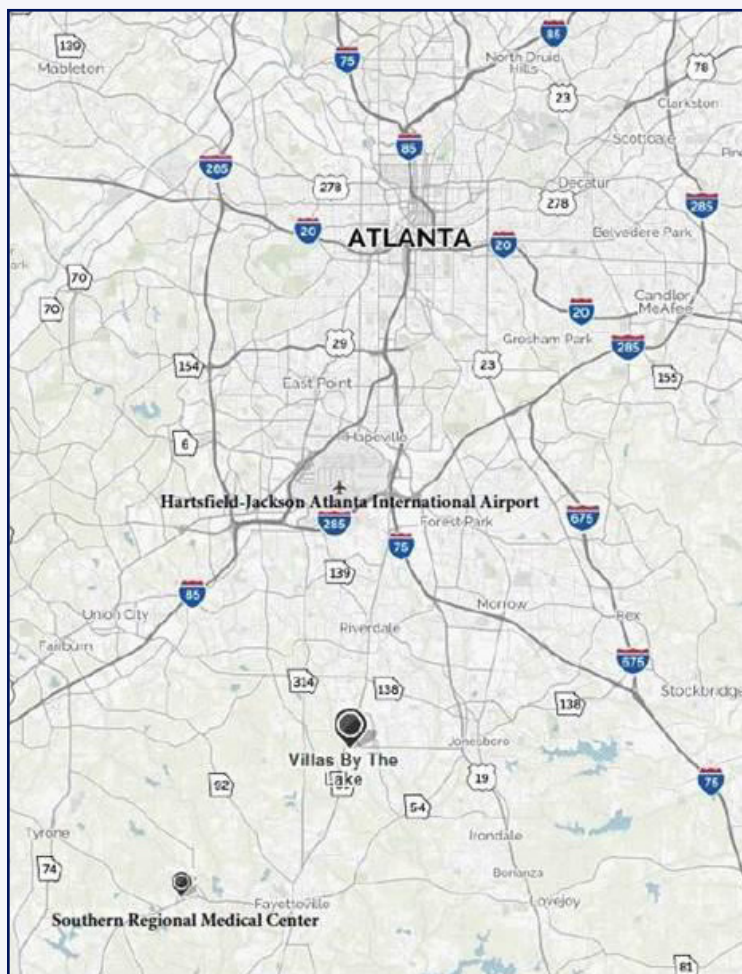 139
Mableton
75
85
North Druid
Hills
23
78
Clarkston
Scottdale
285
85
278
Decatur
278
285
20
ATLANTA
20
Belvedere Park
Park
70
70
Candler
McAfee
20
29
Gresham Park
285
154
23
East Point
155
Hapeville
6
Hartsfield-Jackson Atlanta International Airport
285
Forest Park
675
75
139
85
Morrow
Union City
Rex
Riverdale
Fairburn
675
314
138
Stockbridge
138
Villas By The
Lake
Jonesboro
19
75
92
54
Tyrone
Irondale
74
Bonanza
Fayetteville
Lovejoy
Southern Regional Medical Center
81